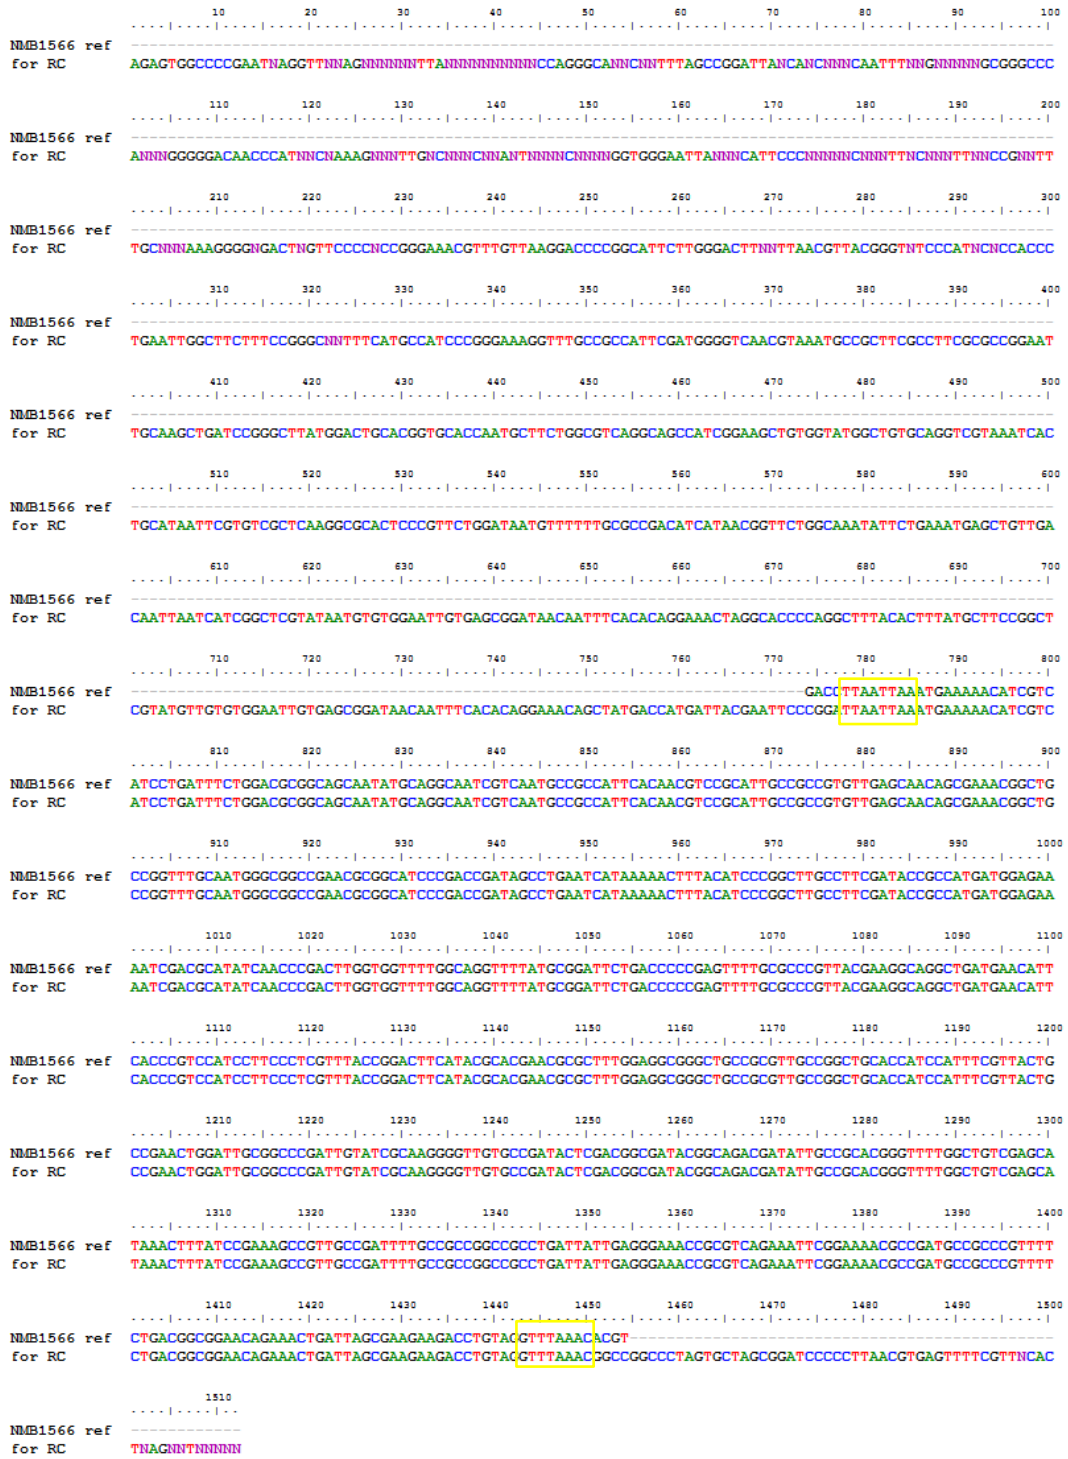 10 20 30 40 50 60 70 80 90 100
....|....|....|....|....|....|....|....|....|....|....|....|....|....|....|....|....|....|....|....|
NMB1566 ref ----------------------------------------------------------------------------------------------------
for RC AGAGTGGCCCCGAATNAGGTTNNAGNNNNNNTTANNNNNNNNNNCCAGGGCANNCNNTTTAGCCGGATTANCANCNNNCAATTTNNGNNNNNGCGGGCCC
110 120 130 140 150 160 170 180 190 200
....|....|....|....|....|....|....|....|....|....|....|....|....|....|....|....|....|....|....|....|
NMB1566 ref ----------------------------------------------------------------------------------------------------
for RC ANNNGGGGGACAACCCATNNCNAAAGNNNTTGNCNNNCNNANTNNNNCNNNNGGTGGGAATTANNNCATTCCCNNNNNCNNNTTNCNNNTTNNCCGNNTT
210 220 230 240 250 260 270 280 290 300
....|....|....|....|....|....|....|....|....|....|....|....|....|....|....|....|....|....|....|....|
NMB1566 ref ----------------------------------------------------------------------------------------------------
for RC TGCNNNAAAGGGGNGACTNGTTCCCCNCCGGGAAACGTTTGTTAAGGACCCCGGCATTCTTGGGACTTNNTTAACGTTACGGGTNTCCCATNCNCCACCC
310 320 330 340 350 360 370 380 390 400
....|....|....|....|....|....|....|....|....|....|....|....|....|....|....|....|....|....|....|....|
NMB1566 ref ----------------------------------------------------------------------------------------------------
for RC TGAATTGGCTTCTTTCCGGGCNNTTTCATGCCATCCCGGGAAAGGTTTGCCGCCATTCGATGGGGTCAACGTAAATGCCGCTTCGCCTTCGCGCCGGAAT
410 420 430 440 450 460 470 480 490 500
....|....|....|....|....|....|....|....|....|....|....|....|....|....|....|....|....|....|....|....|
NMB1566 ref ----------------------------------------------------------------------------------------------------
for RC TGCAAGCTGATCCGGGCTTATGGACTGCACGGTGCACCAATGCTTCTGGCGTCAGGCAGCCATCGGAAGCTGTGGTATGGCTGTGCAGGTCGTAAATCAC
510 520 530 540 550 560 570 580 590 600
....|....|....|....|....|....|....|....|....|....|....|....|....|....|....|....|....|....|....|....|
NMB1566 ref ----------------------------------------------------------------------------------------------------
for RC TGCATAATTCGTGTCGCTCAAGGCGCACTCCCGTTCTGGATAATGTTTTTTGCGCCGACATCATAACGGTTCTGGCAAATATTCTGAAATGAGCTGTTGA
610 620 630 640 650 660 670 680 690 700
....|....|....|....|....|....|....|....|....|....|....|....|....|....|....|....|....|....|....|....|
NMB1566 ref ----------------------------------------------------------------------------------------------------
for RC CAATTAATCATCGGCTCGTATAATGTGTGGAATTGTGAGCGGATAACAATTTCACACAGGAAACTAGGCACCCCAGGCTTTACACTTTATGCTTCCGGCT
710 720 730 740 750 760 770 780 790 800
....|....|....|....|....|....|....|....|....|....|....|....|....|....|....|....|....|....|....|....|
NMB1566 ref -------------------------------------------------------------------------GACCTTAATTAAATGAAAAACATCGTC
for RC CGTATGTTGTGTGGAATTGTGAGCGGATAACAATTTCACACAGGAAACAGCTATGACCATGATTACGAATTCCCGGATTAATTAAATGAAAAACATCGTC
810 820 830 840 850 860 870 880 890 900
....|....|....|....|....|....|....|....|....|....|....|....|....|....|....|....|....|....|....|....|
NMB1566 ref ATCCTGATTTCTGGACGCGGCAGCAATATGCAGGCAATCGTCAATGCCGCCATTCACAACGTCCGCATTGCCGCCGTGTTGAGCAACAGCGAAACGGCTG
for RC ATCCTGATTTCTGGACGCGGCAGCAATATGCAGGCAATCGTCAATGCCGCCATTCACAACGTCCGCATTGCCGCCGTGTTGAGCAACAGCGAAACGGCTG
910 920 930 940 950 960 970 980 990 1000
....|....|....|....|....|....|....|....|....|....|....|....|....|....|....|....|....|....|....|....|
NMB1566 ref CCGGTTTGCAATGGGCGGCCGAACGCGGCATCCCGACCGATAGCCTGAATCATAAAAACTTTACATCCCGGCTTGCCTTCGATACCGCCATGATGGAGAA
for RC CCGGTTTGCAATGGGCGGCCGAACGCGGCATCCCGACCGATAGCCTGAATCATAAAAACTTTACATCCCGGCTTGCCTTCGATACCGCCATGATGGAGAA
1010 1020 1030 1040 1050 1060 1070 1080 1090 1100
....|....|....|....|....|....|....|....|....|....|....|....|....|....|....|....|....|....|....|....|
NMB1566 ref AATCGACGCATATCAACCCGACTTGGTGGTTTTGGCAGGTTTTATGCGGATTCTGACCCCCGAGTTTTGCGCCCGTTACGAAGGCAGGCTGATGAACATT
for RC AATCGACGCATATCAACCCGACTTGGTGGTTTTGGCAGGTTTTATGCGGATTCTGACCCCCGAGTTTTGCGCCCGTTACGAAGGCAGGCTGATGAACATT
1110 1120 1130 1140 1150 1160 1170 1180 1190 1200
....|....|....|....|....|....|....|....|....|....|....|....|....|....|....|....|....|....|....|....|
NMB1566 ref CACCCGTCCATCCTTCCCTCGTTTACCGGACTTCATACGCACGAACGCGCTTTGGAGGCGGGCTGCCGCGTTGCCGGCTGCACCATCCATTTCGTTACTG
for RC CACCCGTCCATCCTTCCCTCGTTTACCGGACTTCATACGCACGAACGCGCTTTGGAGGCGGGCTGCCGCGTTGCCGGCTGCACCATCCATTTCGTTACTG
1210 1220 1230 1240 1250 1260 1270 1280 1290 1300
....|....|....|....|....|....|....|....|....|....|....|....|....|....|....|....|....|....|....|....|
NMB1566 ref CCGAACTGGATTGCGGCCCGATTGTATCGCAAGGGGTTGTGCCGATACTCGACGGCGATACGGCAGACGATATTGCCGCACGGGTTTTGGCTGTCGAGCA
for RC CCGAACTGGATTGCGGCCCGATTGTATCGCAAGGGGTTGTGCCGATACTCGACGGCGATACGGCAGACGATATTGCCGCACGGGTTTTGGCTGTCGAGCA
1310 1320 1330 1340 1350 1360 1370 1380 1390 1400
....|....|....|....|....|....|....|....|....|....|....|....|....|....|....|....|....|....|....|....|
NMB1566 ref TAAACTTTATCCGAAAGCCGTTGCCGATTTTGCCGCCGGCCGCCTGATTATTGAGGGAAACCGCGTCAGAAATTCGGAAAACGCCGATGCCGCCCGTTTT
for RC TAAACTTTATCCGAAAGCCGTTGCCGATTTTGCCGCCGGCCGCCTGATTATTGAGGGAAACCGCGTCAGAAATTCGGAAAACGCCGATGCCGCCCGTTTT
1410 1420 1430 1440 1450 1460 1470 1480 1490 1500
....|....|....|....|....|....|....|....|....|....|....|....|....|....|....|....|....|....|....|....|
NMB1566 ref CTGACGGCGGAACAGAAACTGATTAGCGAAGAAGACCTGTAGGTTTAAACACGT----------------------------------------------
for RC CTGACGGCGGAACAGAAACTGATTAGCGAAGAAGACCTGTAGGTTTAAACGGCCGGCCCTAGTGCTAGCGGATCCCCCTTAACGTGAGTTTTCGTTNCAC
1510
....|....|..
NMB1566 ref ------------
for RC TNAGNNTNNNNN